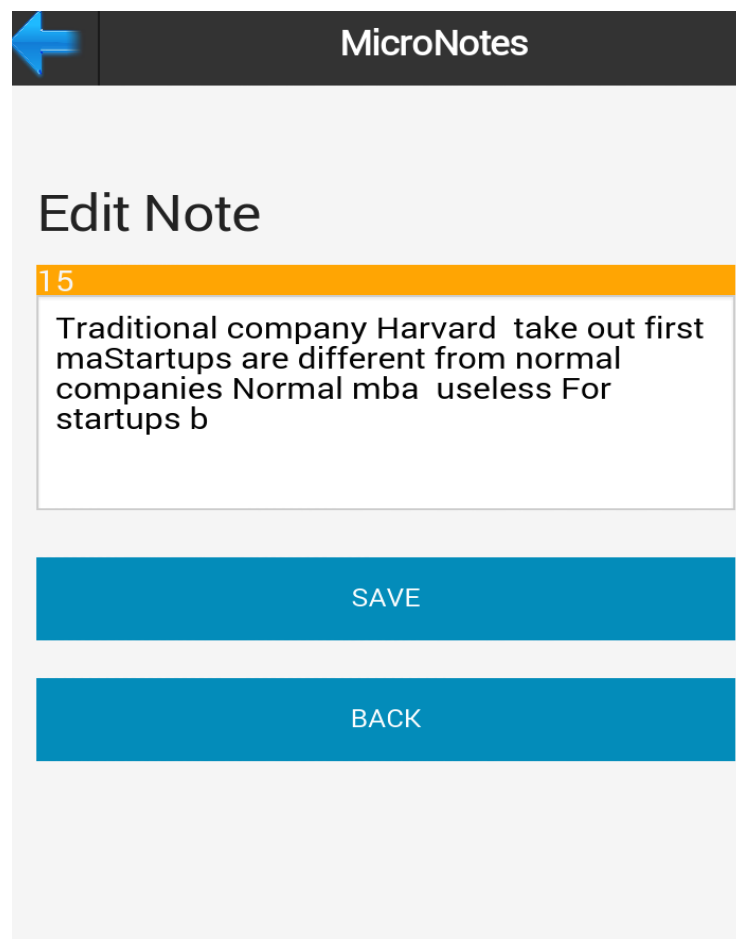 MicroNotes
Edit Note
15
Traditional company Harvard  take out first
maStartups are different from normal
companies Normal mba  useless For
startups b
SAVE
BACK